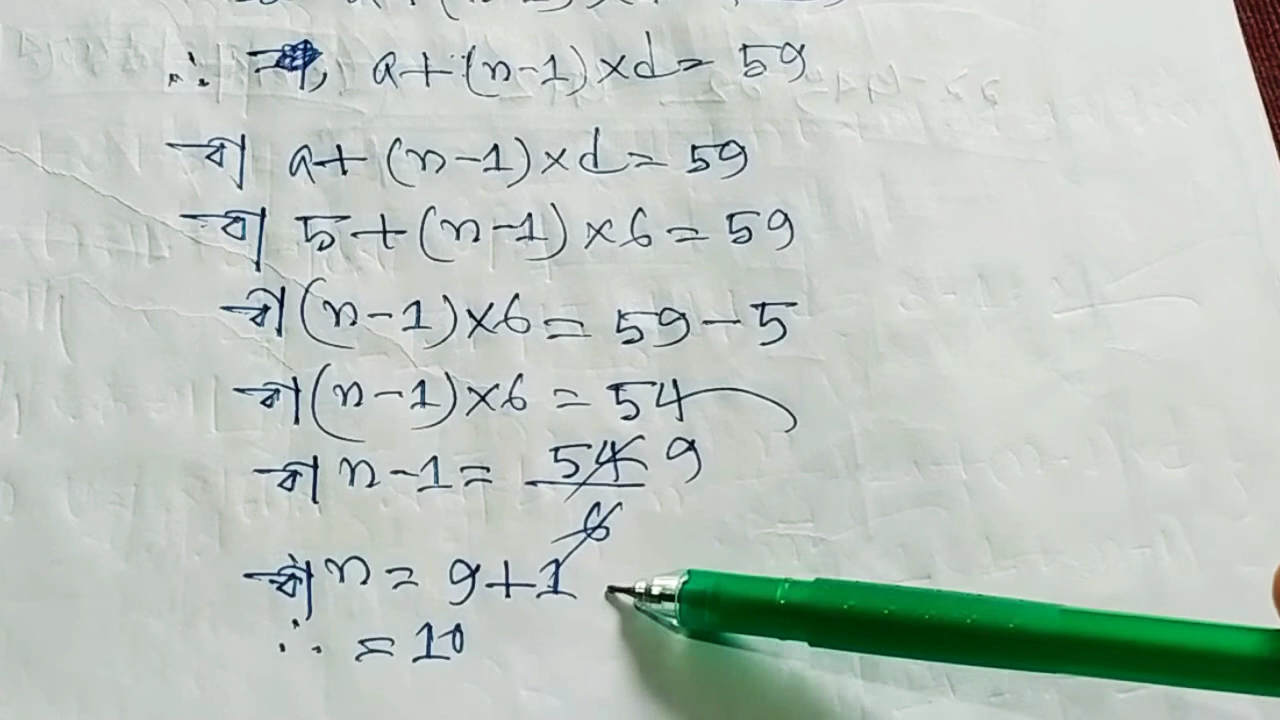 ∴ a+(n-1)×d= 59
বা a+(n-1)×d= 59
বা 5+(n-1)×6=59
বা (n-1)×6= 59-5
বা (n-1)×6 = 54
বা n-1= 54/6 9
বা n= 9+1
∴ = 10